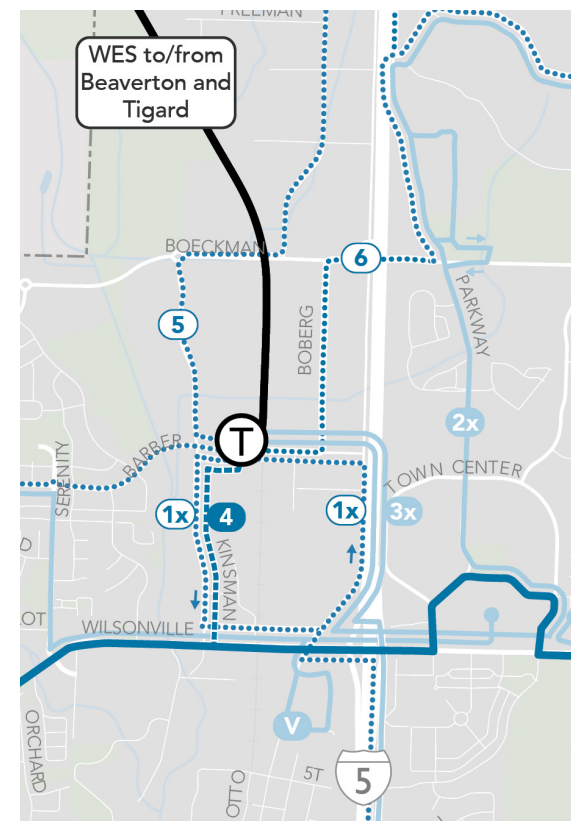 FREEMAN
WES to/from
Beaverton and
Tigard
BOECKMAN
6
5
BOBERG
PARKWAY
2x
T
BARBER
SERENITY
TOWN CENTER
1x
4
1x
3x
KINSMAN
D
OT
WILSONVILLE
ORCHARD
V
OTTO
5T
5